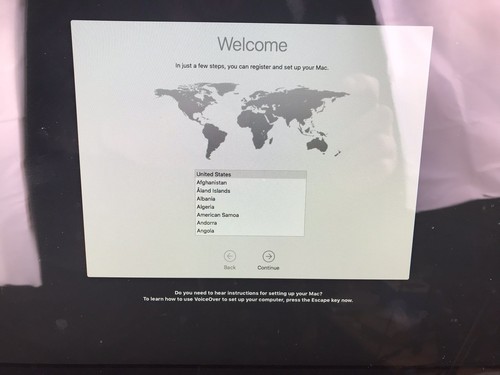 Welcome
In just a few steps, you can register and set up your Mac.
United States
Afghanistan
Åland Islands
Albania
Algeria
American Samoa
Andorra
Angola
Back
Continue
Do you need to hear instructions for setting up your Mac?
To learn how to use VoiceOver to set up your computer, press the Escape key now.